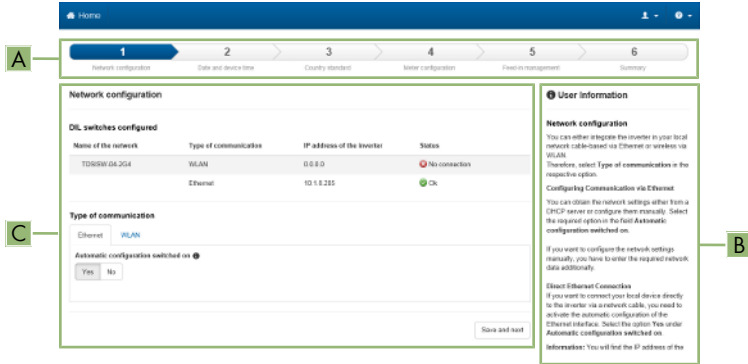 Home
1 2 3 4 5 6
Network configuration Date and device time Country standard Meter configuration Feed-in management Summary
A
Network configuration
DIL switches configured
Name of the network Type of communication IP address of the inverter Status
WLAN 0.0.0.0 No connection
Ethernet 10.1.8.285 Ok
Type of communication
Ethernet WLAN
Automatic configuration switched on
Yes No
Save and next
C
User Information
Network configuration
You can either integrate the inverter in your local
network cable-based via Ethernet or wireless via
WLAN.
Therefore, select Type of communication in the
respective option.
Configuring Communication via Ethernet
You can obtain the network settings either from a
DHCP server or configure them manually. Select
the required option in the field Automatic
configuration switched on.
If you want to configure the network settings
manually, you have to enter the required network
data additionally.
Direct Ethernet Connection
If you want to connect your local device directly
to the inverter via a network cable, you need to
activate the automatic configuration of the
Ethernet interface. Select the option Yes under
Automatic configuration switched on.
Information: You will find the IP address of the
B